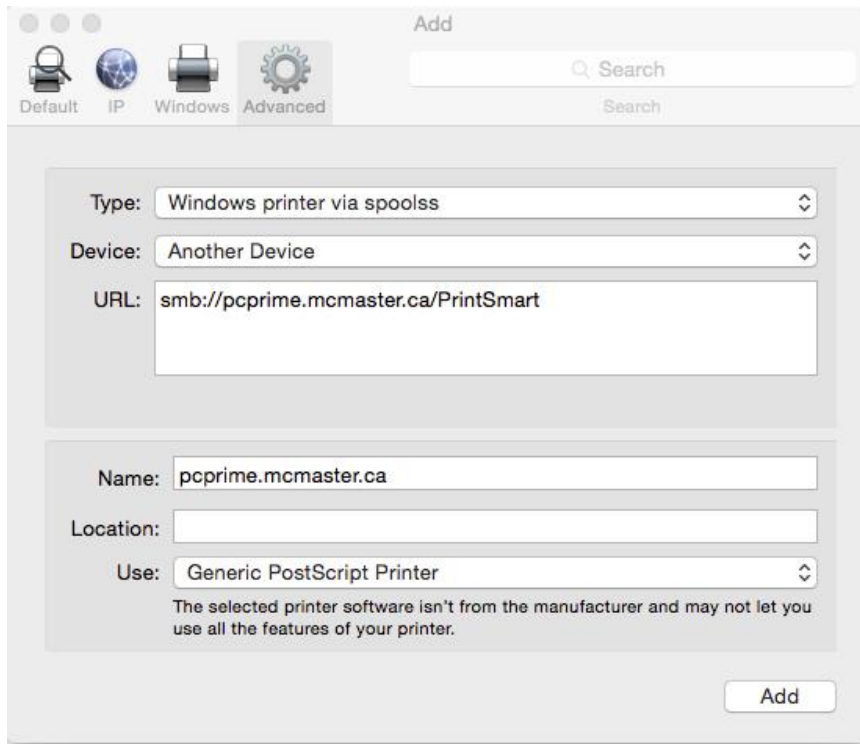 Add
Default IP Windows Advanced
Search
Search
Type: Windows printer via spoolss
Device: Another Device
URL: smb://pcprime.mcmaster.ca/PrintSmart
Name: pcprime.mcmaster.ca
Location:
Use: Generic PostScript Printer
The selected printer software isn't from the manufacturer and may not let you
use all the features of your printer.
Add